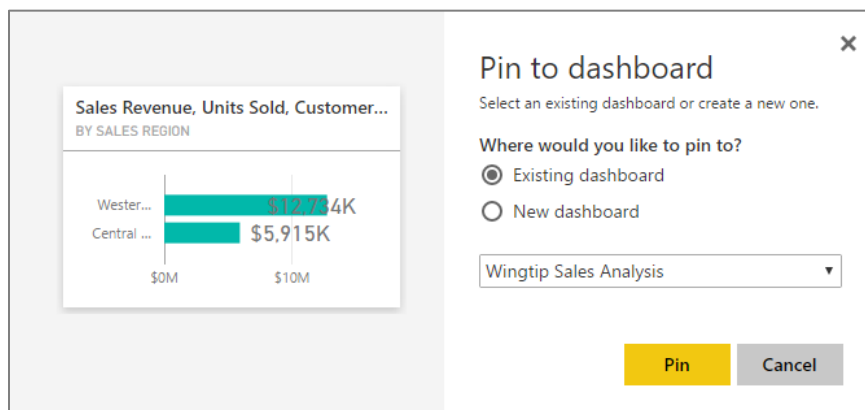 Sales Revenue, Units Sold, Customer...
BY SALES REGION
Wester... $12,734K
Central ... $5,915K
$0M $10M
Pin to dashboard
Select an existing dashboard or create a new one.
Where would you like to pin to?
Existing dashboard
New dashboard
Wingtip Sales Analysis
Pin Cancel